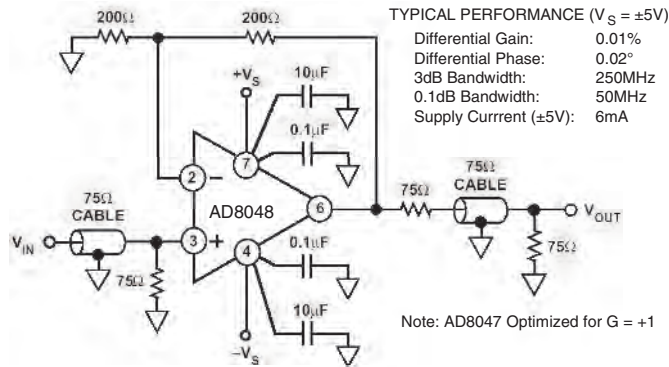 200Ω
200Ω
TYPICAL PERFORMANCE (VS = ±5V)
Differential Gain: 0.01%
Differential Phase: 0.02°
3dB Bandwidth: 250MHz
0.1dB Bandwidth: 50MHz
Supply Currrent (±5V): 6mA
+VS
10μF
0.1μF
7
2
−
AD8048
6
75Ω
75Ω
CABLE
VOUT
75Ω
75Ω
CABLE
VIN
3
+
4
75Ω
0.1μF
10μF
−VS
Note: AD8047 Optimized for G = +1